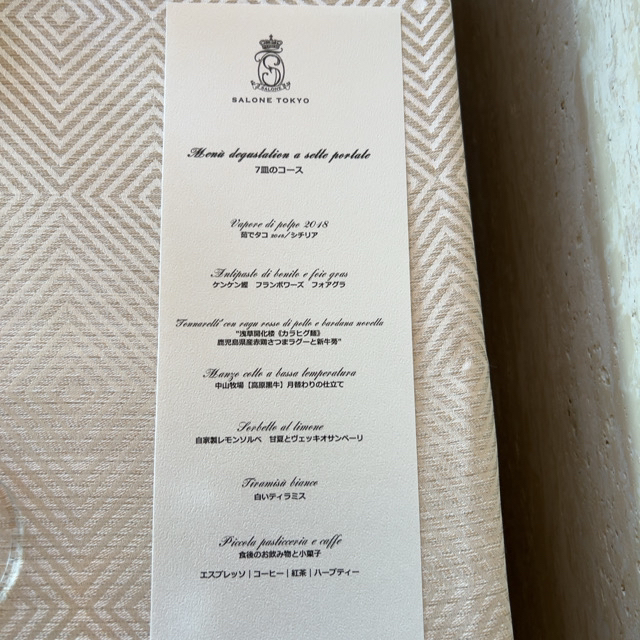 SALONE
SALONE TOKYO
Menù degustation a sette portate
7皿のコース
Vapore di polpo 2018
茹でタコ ver./シチリア
Antipasto di bonito e foie gras
ケンケン鰹 フランボワーズ フォアグラ
"Tonnarelli" con ragu rosso di pollo e bardana novella
"浅草開化楼《カラヒグ麺》
鹿児島県産赤鶏さつまラグーと新牛蒡"
Manzo cotto a bassa temperatura
中山牧場【高原黒牛】月替わりの仕立て
Sorbetto al limone
自家製レモンソルベ 甘夏とヴェッキオサンペーリ
Tiramisù bianco
白いティラミス
Piccola pasticceria e caffe
食後のお飲み物と小菓子
エスプレッソ｜コーヒー｜紅茶｜ハーブティー